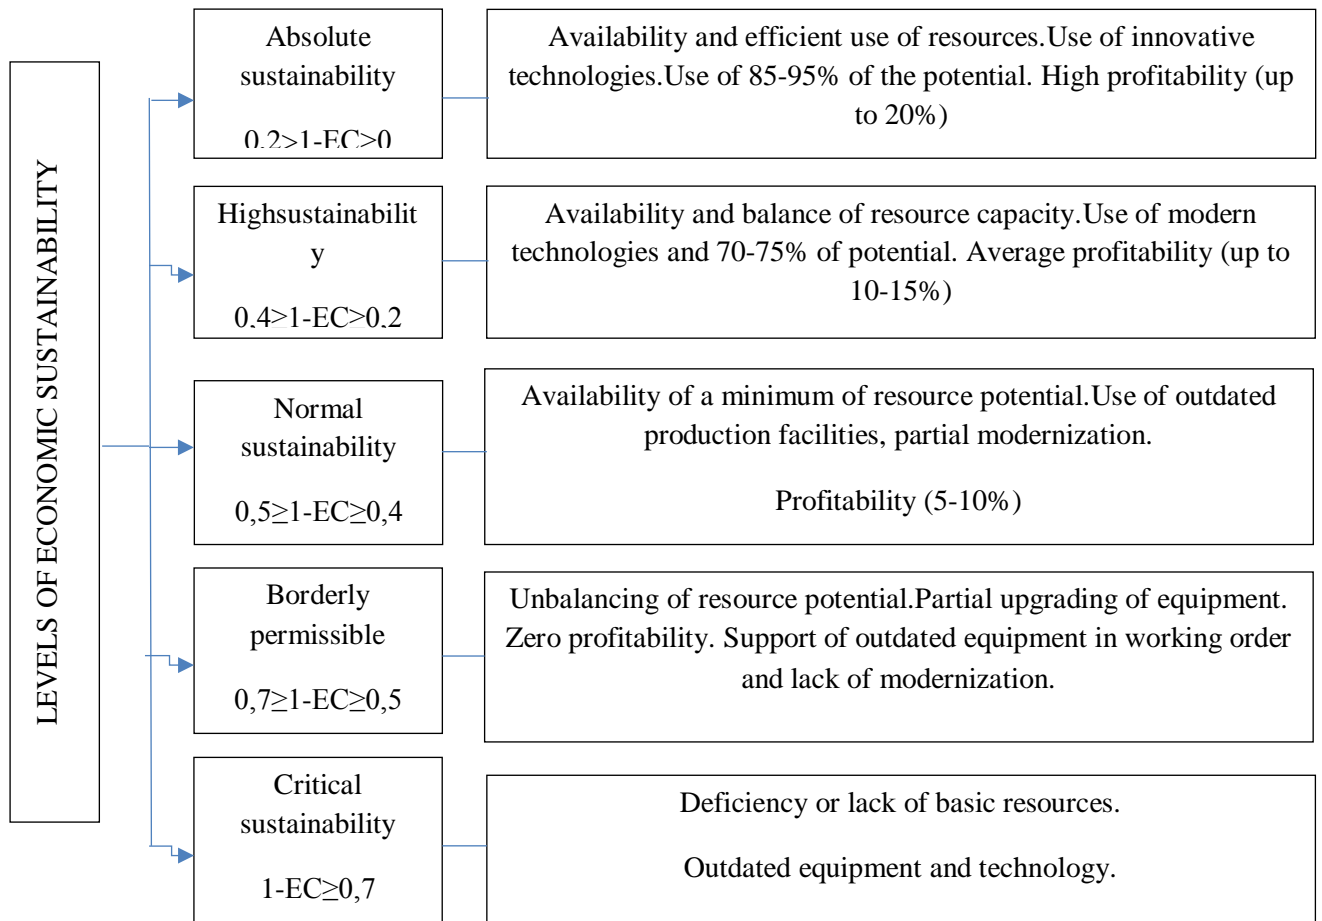 LEVELS OF ECONOMIC SUSTAINABILITY
Absolute
sustainability
0,2≥1-EC≥0
Availability and efficient use of resources.Use of innovative
technologies.Use of 85-95% of the potential. High profitability (up
to 20%)
Highsustainabilit
y
0,4≥1-EC≥0,2
Availability and balance of resource capacity.Use of modern
technologies and 70-75% of potential. Average profitability (up to
10-15%)
Normal
sustainability
0,5≥1-EC≥0,4
Availability of a minimum of resource potential.Use of outdated
production facilities, partial modernization.
Profitability (5-10%)
Borderly
permissible
0,7≥1-EC≥0,5
Unbalancing of resource potential.Partial upgrading of equipment.
Zero profitability. Support of outdated equipment in working order
and lack of modernization.
Critical
sustainability
1-EC≥0,7
Deficiency or lack of basic resources.
Outdated equipment and technology.